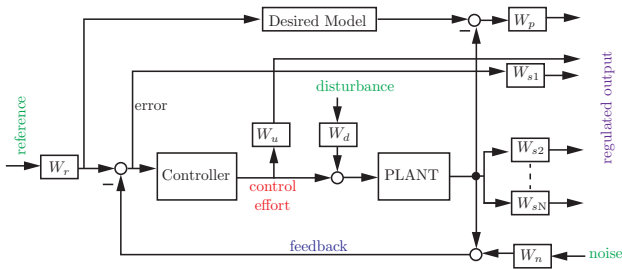 Desired Model
W_p
W_{s1}
error
disturbance
reference
regulated output
W_u
W_d
W_r
Controller
PLANT
W_{s2}
control
effort
W_{sN}
feedback
W_n
noise